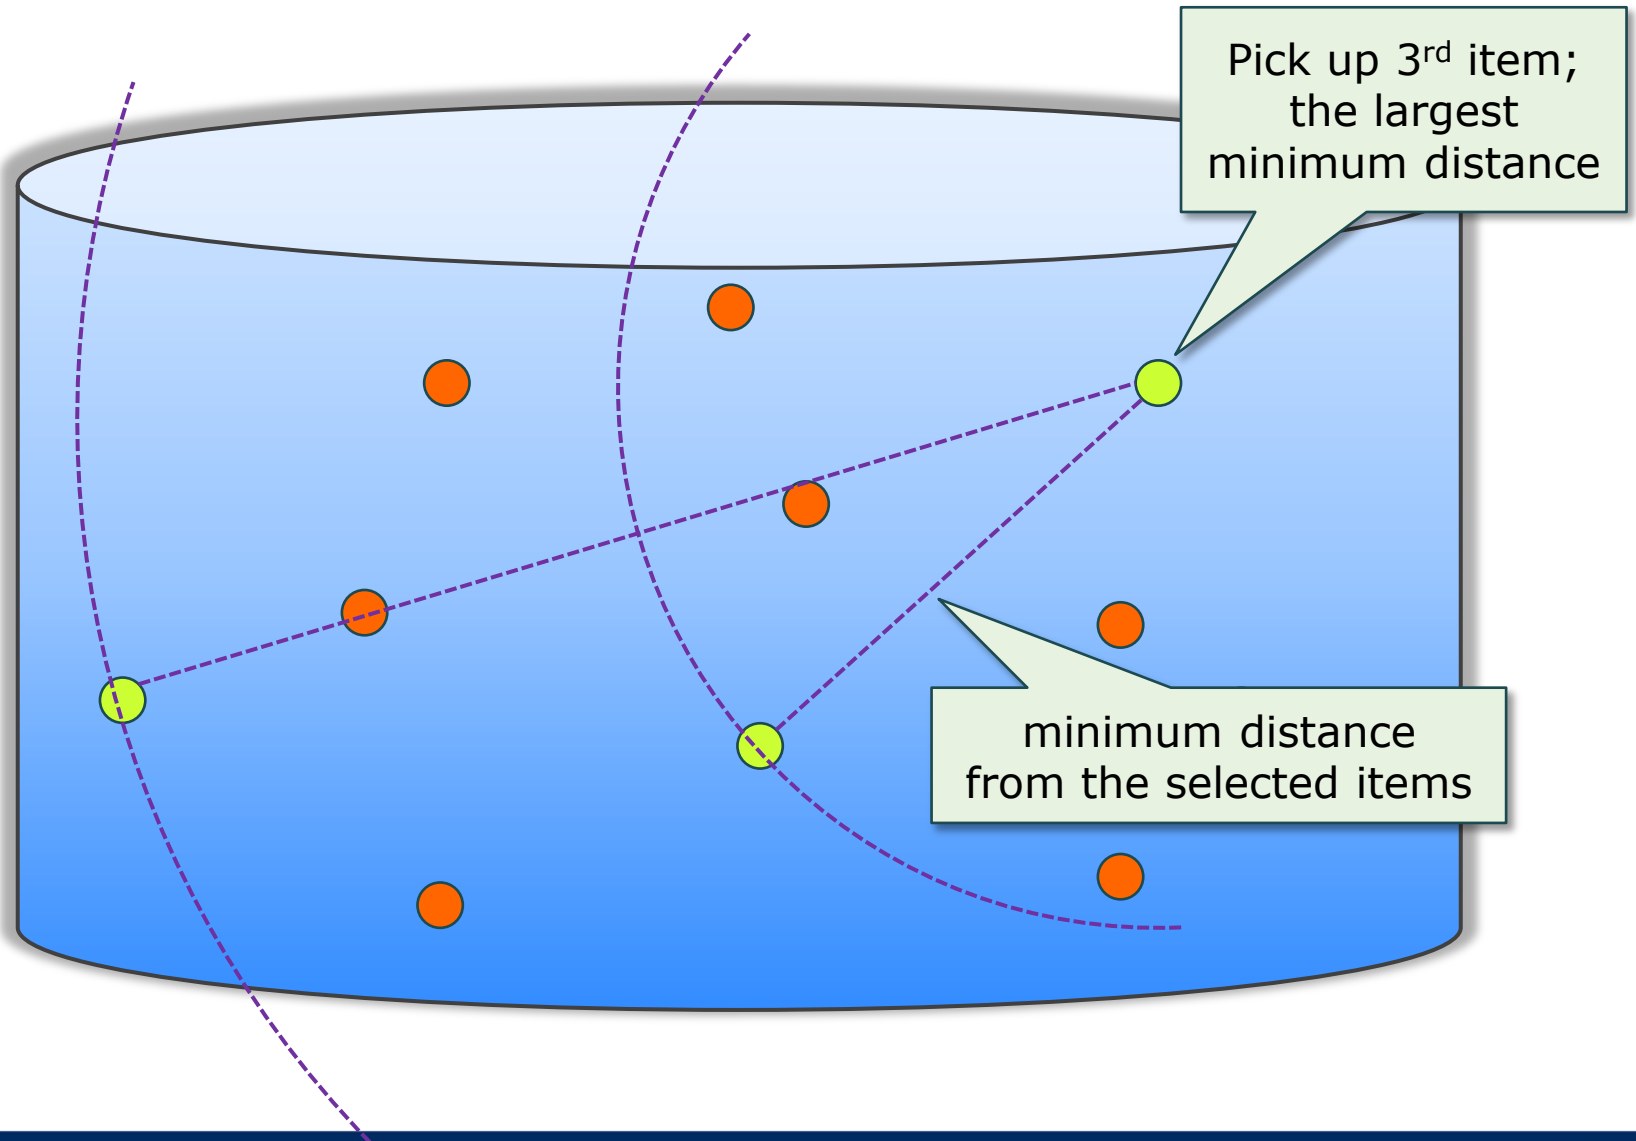 Pick up 3rd item;
the largest
minimum distance
minimum distance
from the selected items